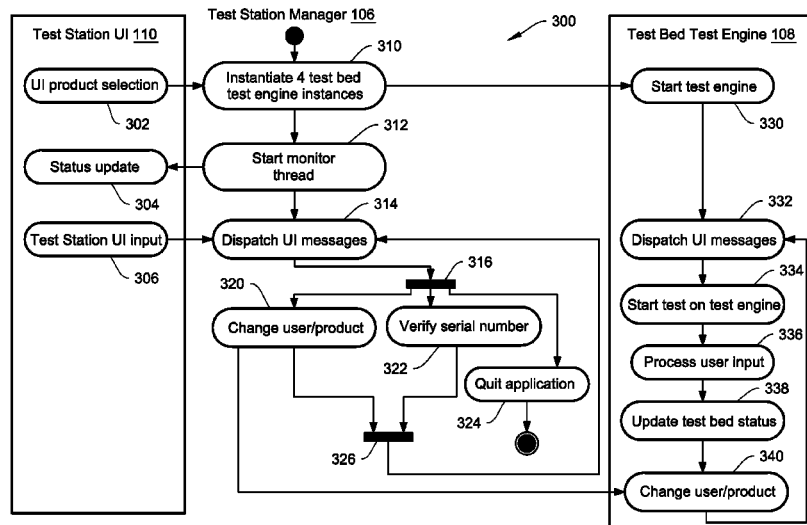 Test Station UI 110
Test Station Manager 106
300
Test Bed Test Engine 108
UI product selection
302
310
Instantiate 4 test bed
test engine instances
Start test engine
330
Status update
304
312
Start monitor
thread
Test Station UI input
306
314
Dispatch UI messages
316
320
Change user/product
Verify serial number
322
Quit application
324
326
332
Dispatch UI messages
334
Start test on test engine
336
Process user input
338
Update test bed status
340
Change user/product